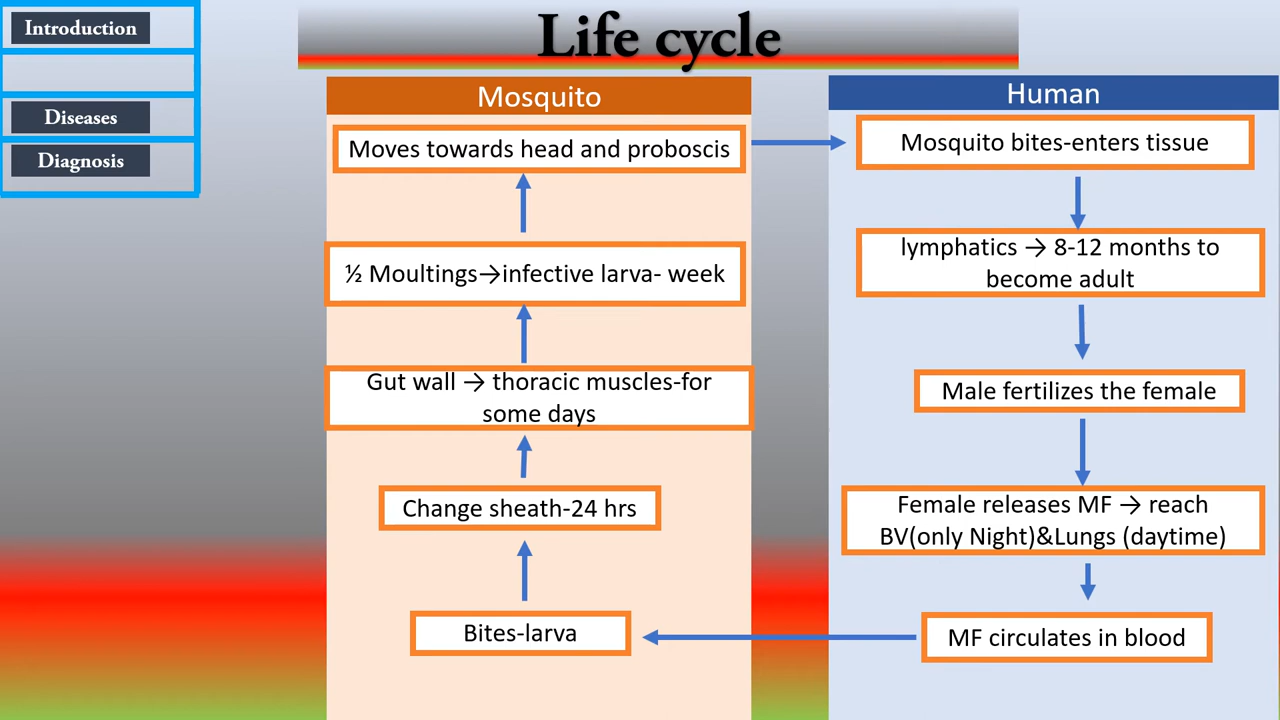 Introduction
Diseases
Diagnosis
Life cycle
Mosquito
Moves towards head and proboscis
½ Moultings→infective larva- week
Gut wall → thoracic muscles-for
some days
Change sheath-24 hrs
Bites-larva
Human
Mosquito bites-enters tissue
lymphatics → 8-12 months to
become adult
Male fertilizes the female
Female releases MF → reach
BV(only Night)&Lungs (daytime)
MF circulates in blood